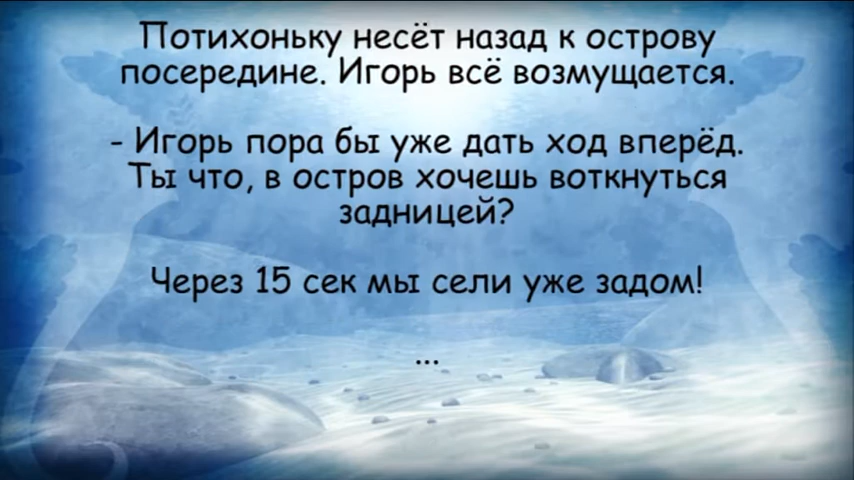 Потихоньку несёт назад к острову
посередине. Игорь всё возмущается.
- Игорь пора бы уже дать ход вперёд.
Ты что, в остров хочешь воткнуться
задницей?
Через 15 сек мы сели уже задом!
...